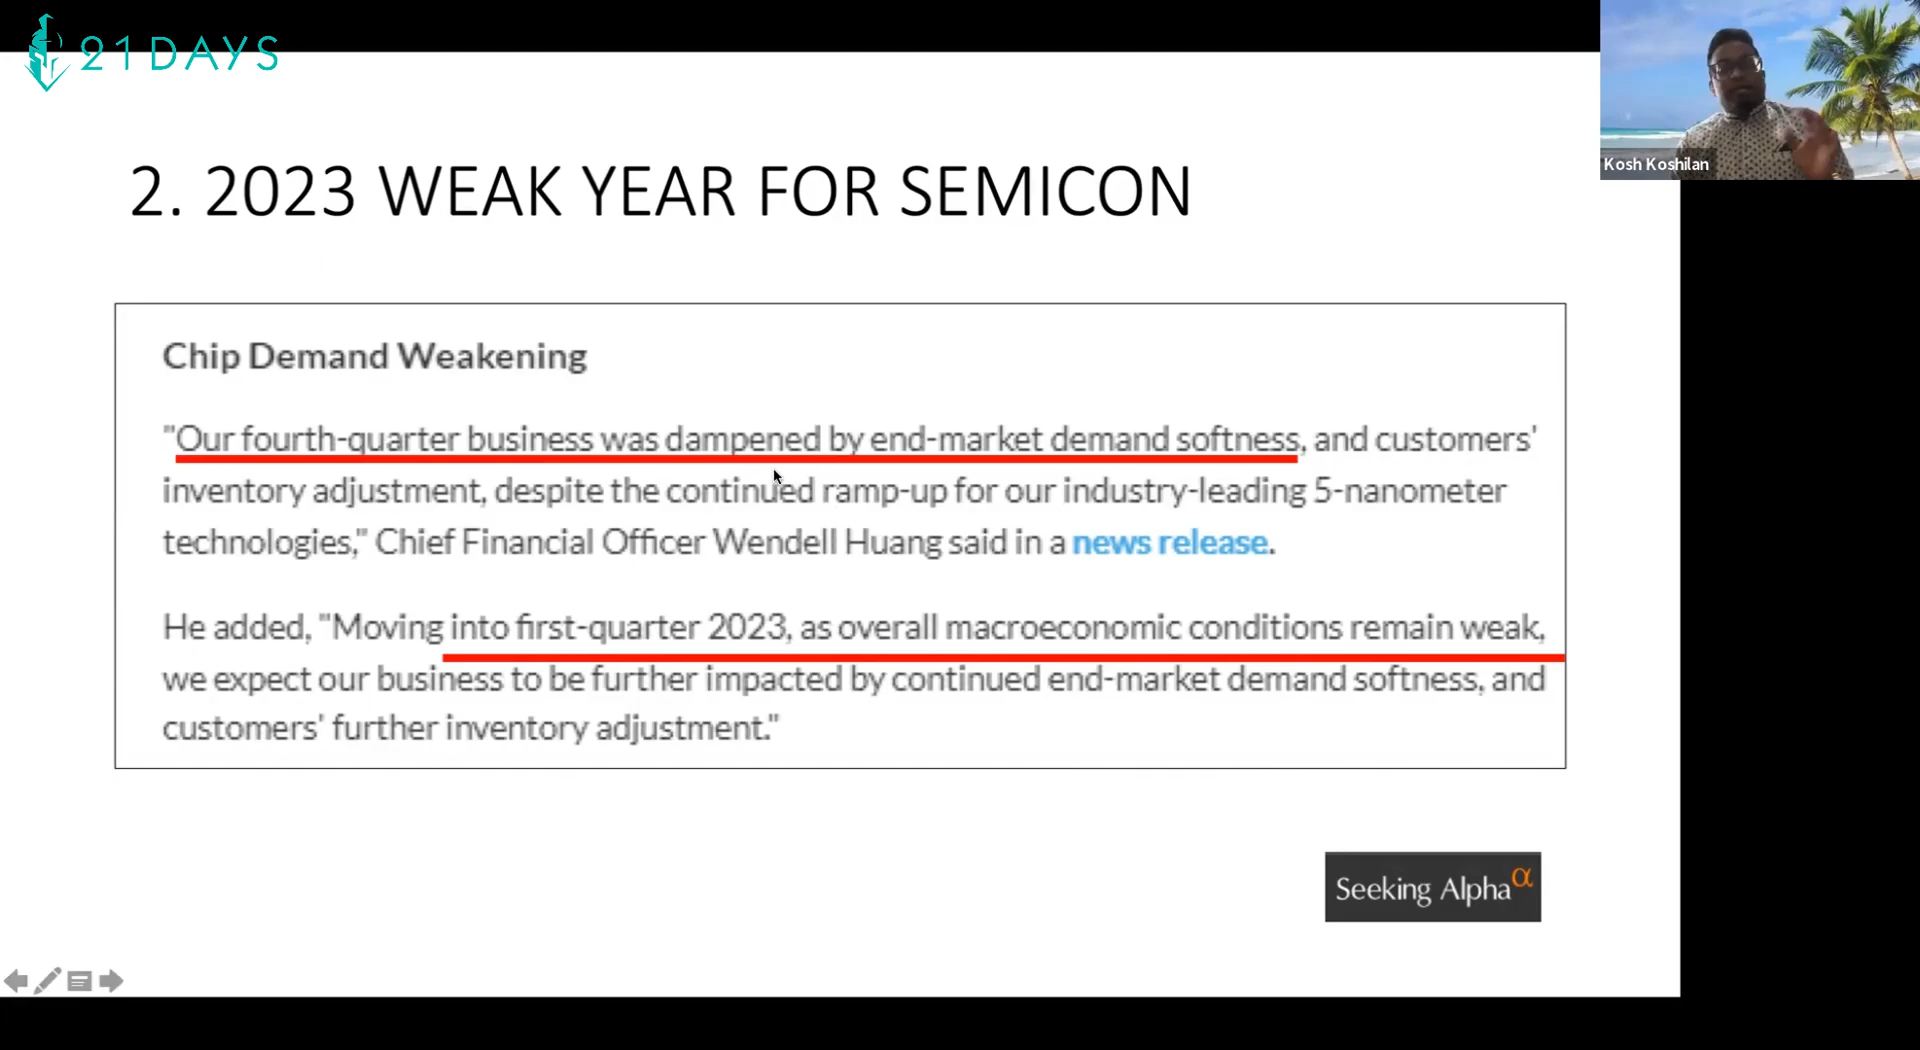 21DAYS
Kosh Koshilan
2. 2023 WEAK YEAR FOR SEMICON
Chip Demand Weakening
"Our fourth-quarter business was dampened by end-market demand softness, and customers'
inventory adjustment, despite the continued ramp-up for our industry-leading 5-nanometer
technologies," Chief Financial Officer Wendell Huang said in a news release.
He added, "Moving into first-quarter 2023, as overall macroeconomic conditions remain weak,
we expect our business to be further impacted by continued end-market demand softness, and
customers' further inventory adjustment."
Seeking Alpha α